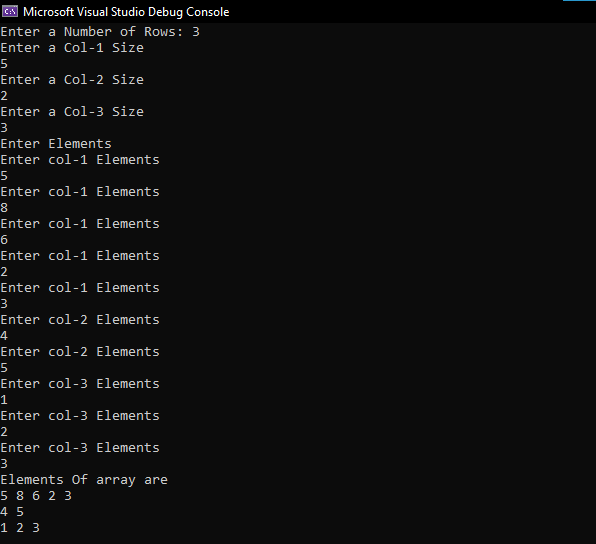 Microsoft Visual Studio Debug Console
Enter a Number of Rows: 3
Enter a Col-1 Size
5
Enter a Col-2 Size
2
Enter a Col-3 Size
3
Enter Elements
Enter col-1 Elements
5
Enter col-1 Elements
8
Enter col-1 Elements
6
Enter col-1 Elements
2
Enter col-1 Elements
3
Enter col-2 Elements
4
Enter col-2 Elements
5
Enter col-3 Elements
1
Enter col-3 Elements
2
Enter col-3 Elements
3
Elements Of array are
5 8 6 2 3
4 5
1 2 3